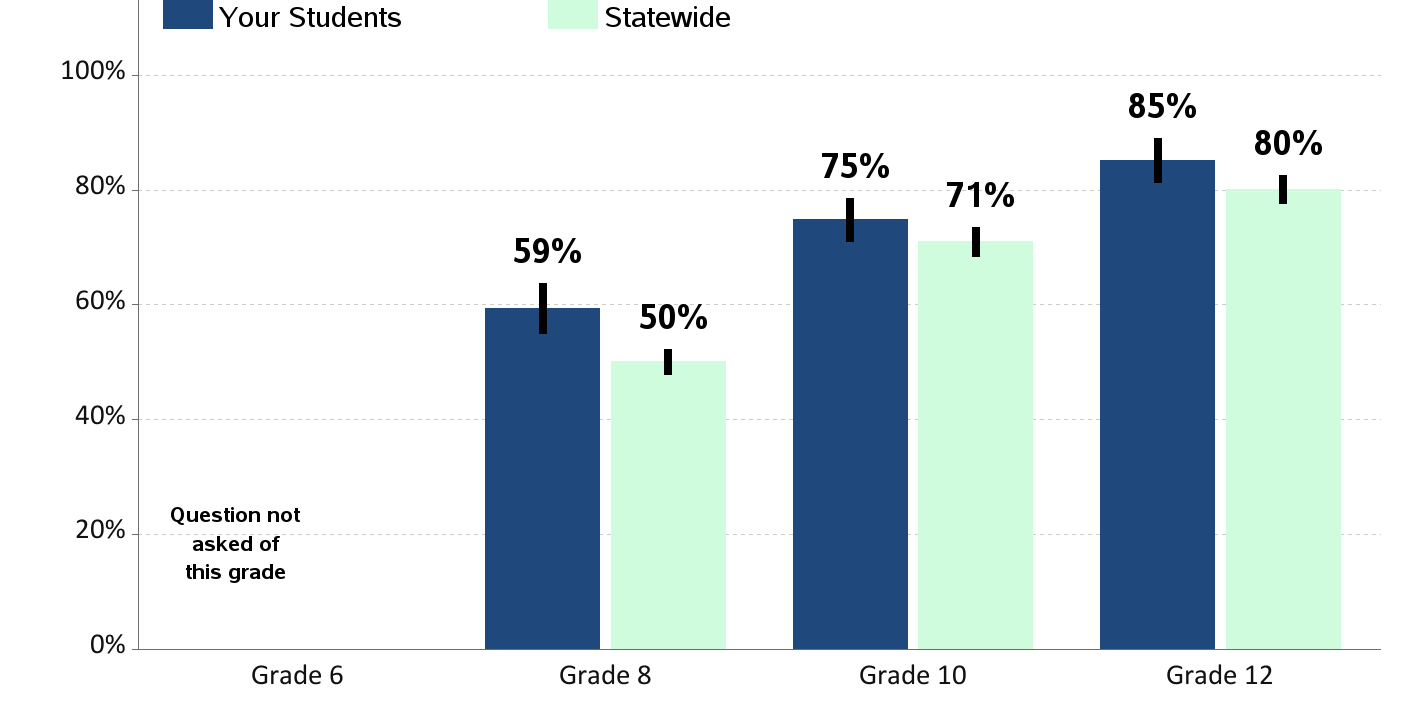 Your Students
Statewide
100%
80%
60%
40%
20%
0%
59%
50%
75%
71%
85%
80%
Question not
asked of
this grade
Grade 6
Grade 8
Grade 10
Grade 12